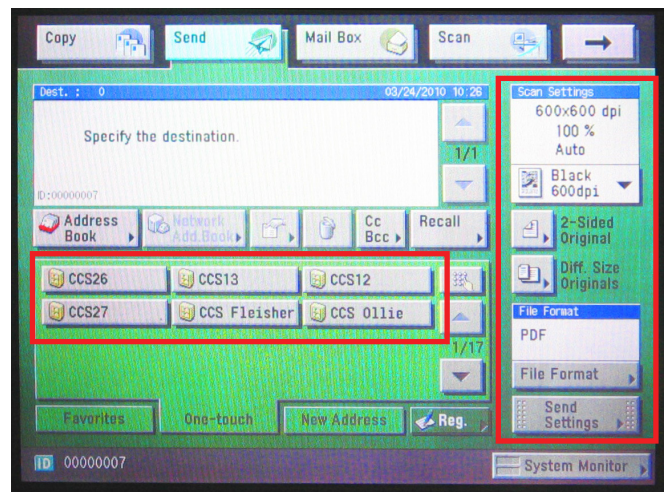 Copy
Send
Mail Box
Scan
Dest. : 0 03/24/2010 10:26
Specify the destination.
ID:00000007
1/1
Address Book
Network Add.Book
Cc Bcc
Recall
CCS26
CCS13
CCS12
CCS27
CCS Fleisher
CCS Ollie
1/17
Favorites
One-touch
New Address
Reg.
Scan Settings
600x600 dpi
100 %
Auto
Black
600dpi
2-Sided
Original
Diff. Size
Originals
File Format
PDF
File Format
Send
Settings
ID 00000007
System Monitor